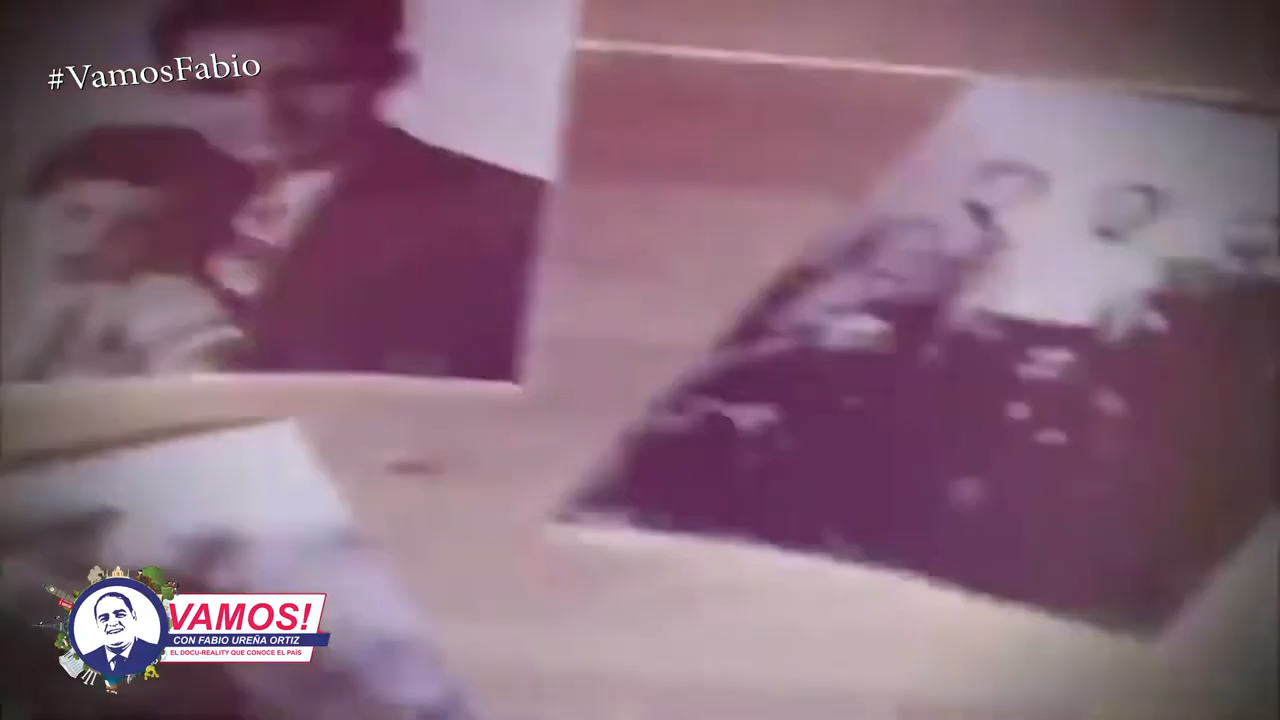 #VamosFabio
VAMOS!
CON FABIO UREÑA ORTIZ
EL DOCU-REALITY QUE CONOCE EL PAÍS